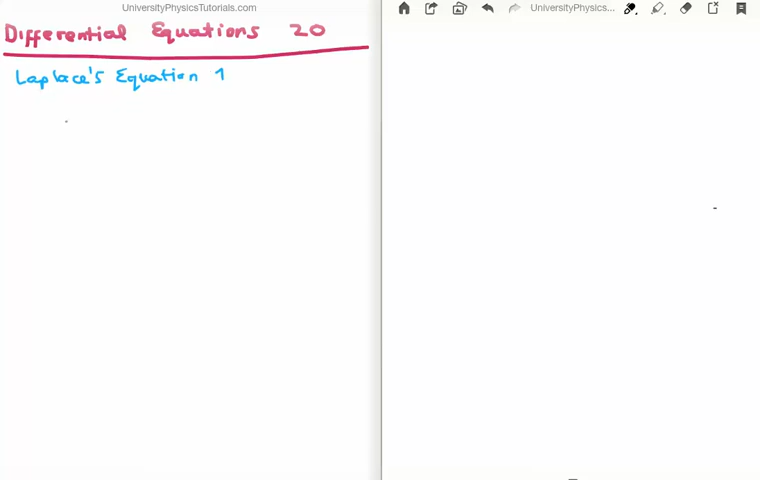 UniversityPhysicsTutorials.com
Differential Equations 20
Laplace's Equation 1
UniversityPhysics...